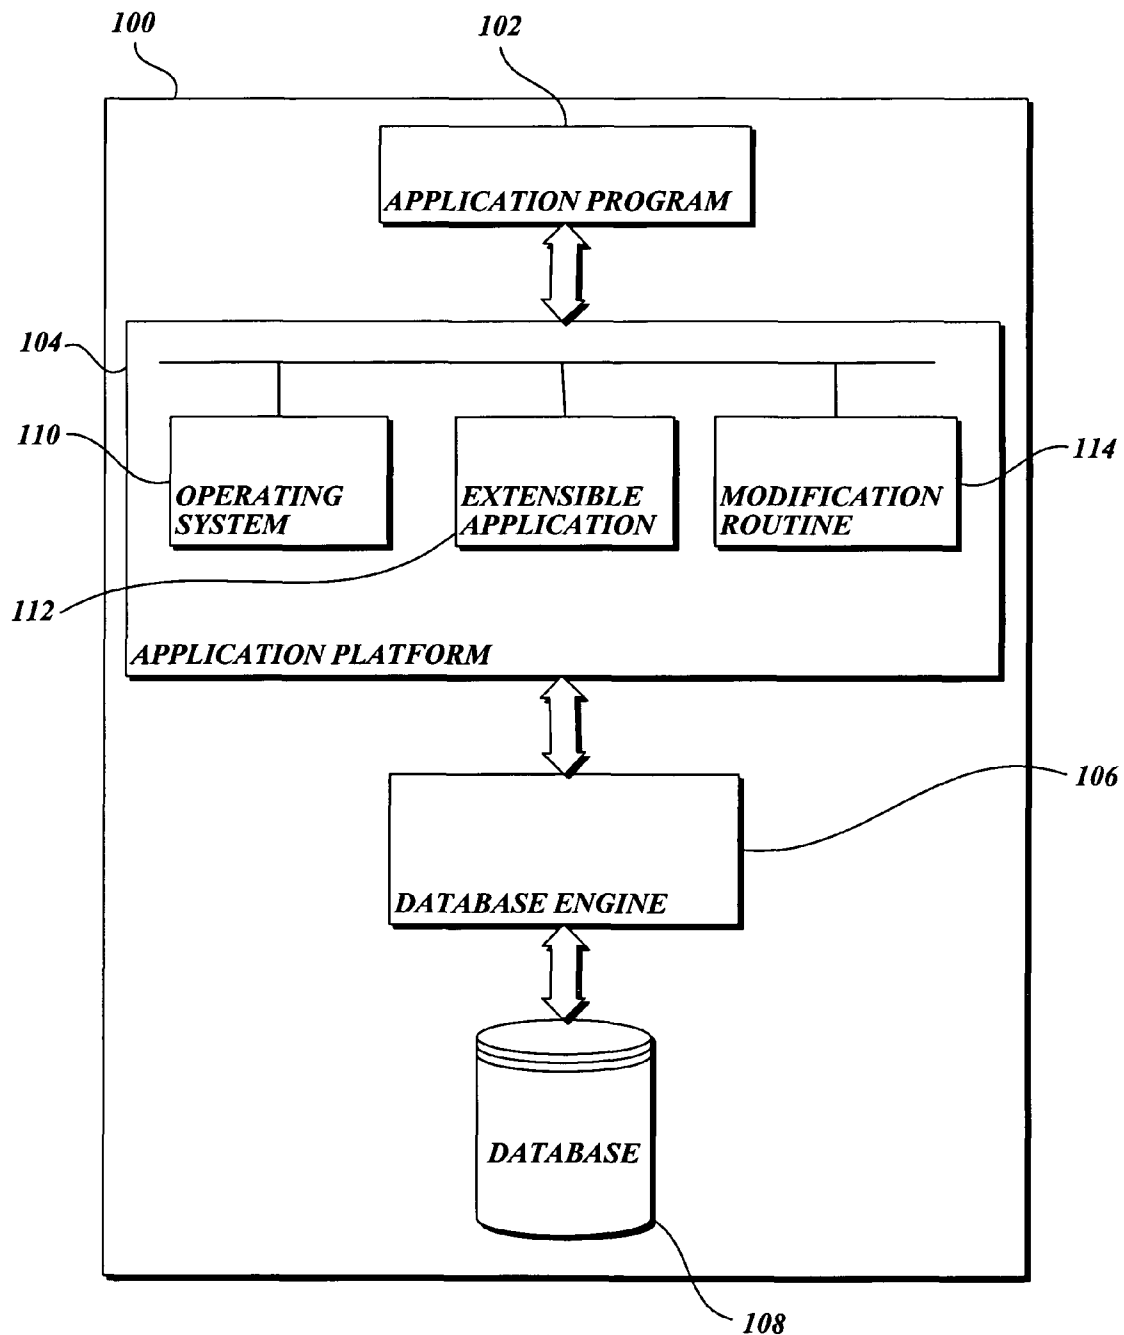 100
102
APPLICATION PROGRAM
104
110
OPERATING
SYSTEM
EXTENSIBLE
APPLICATION
MODIFICATION
ROUTINE
114
112
APPLICATION PLATFORM
106
DATABASE ENGINE
DATABASE
108